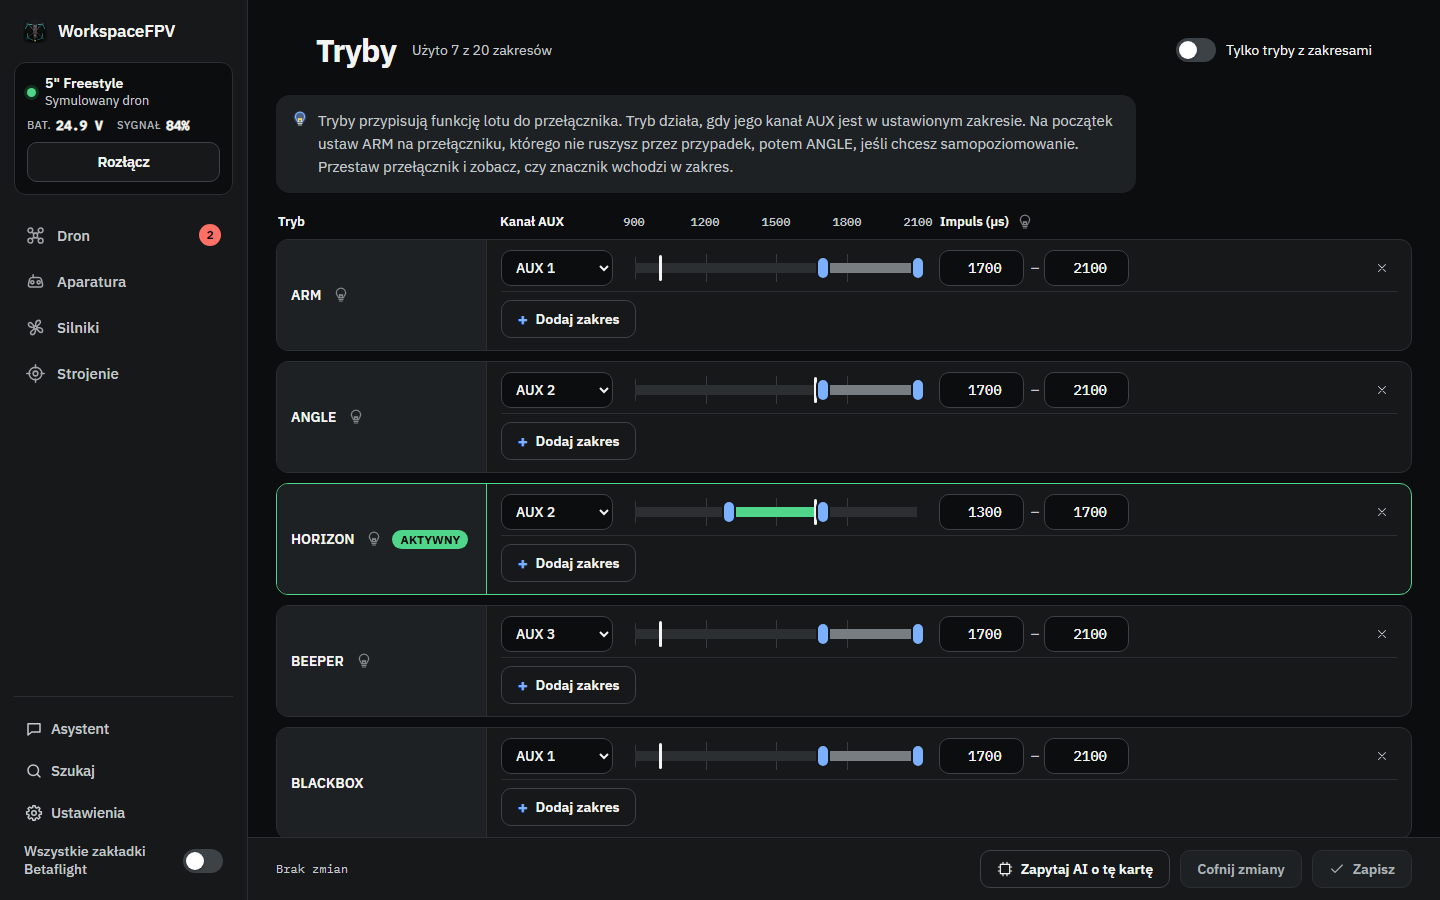 WorkspaceFPV
5" Freestyle
Symulowany dron
BAT. 24.9 V SYGNAŁ 84%
Rozłącz
Dron 2
Aparatura
Silniki
Strojenie
Asystent
Szukaj
Ustawienia
Wszystkie zakładki
Betaflight
Tryby Użyto 7 z 20 zakresów Tylko tryby z zakresami
Tryby przypisują funkcję lotu do przełącznika. Tryb działa, gdy jego kanał AUX jest w ustawionym zakresie. Na początek
ustaw ARM na przełączniku, którego nie ruszysz przez przypadek, potem ANGLE, jeśli chcesz samopoziomowanie.
Przestaw przełącznik i zobacz, czy znacznik wchodzi w zakres.
Tryb Kanał AUX 900 1200 1500 1800 2100 Impuls (µs)
ARM
AUX 1 1700 – 2100
+ Dodaj zakres
ANGLE
AUX 2 1700 – 2100
+ Dodaj zakres
HORIZON AKTYWNY
AUX 2 1300 – 1700
+ Dodaj zakres
BEEPER
AUX 3 1700 – 2100
+ Dodaj zakres
BLACKBOX
AUX 1 1700 – 2100
+ Dodaj zakres
Brak zmian Zapytaj AI o tę kartę Cofnij zmiany Zapisz